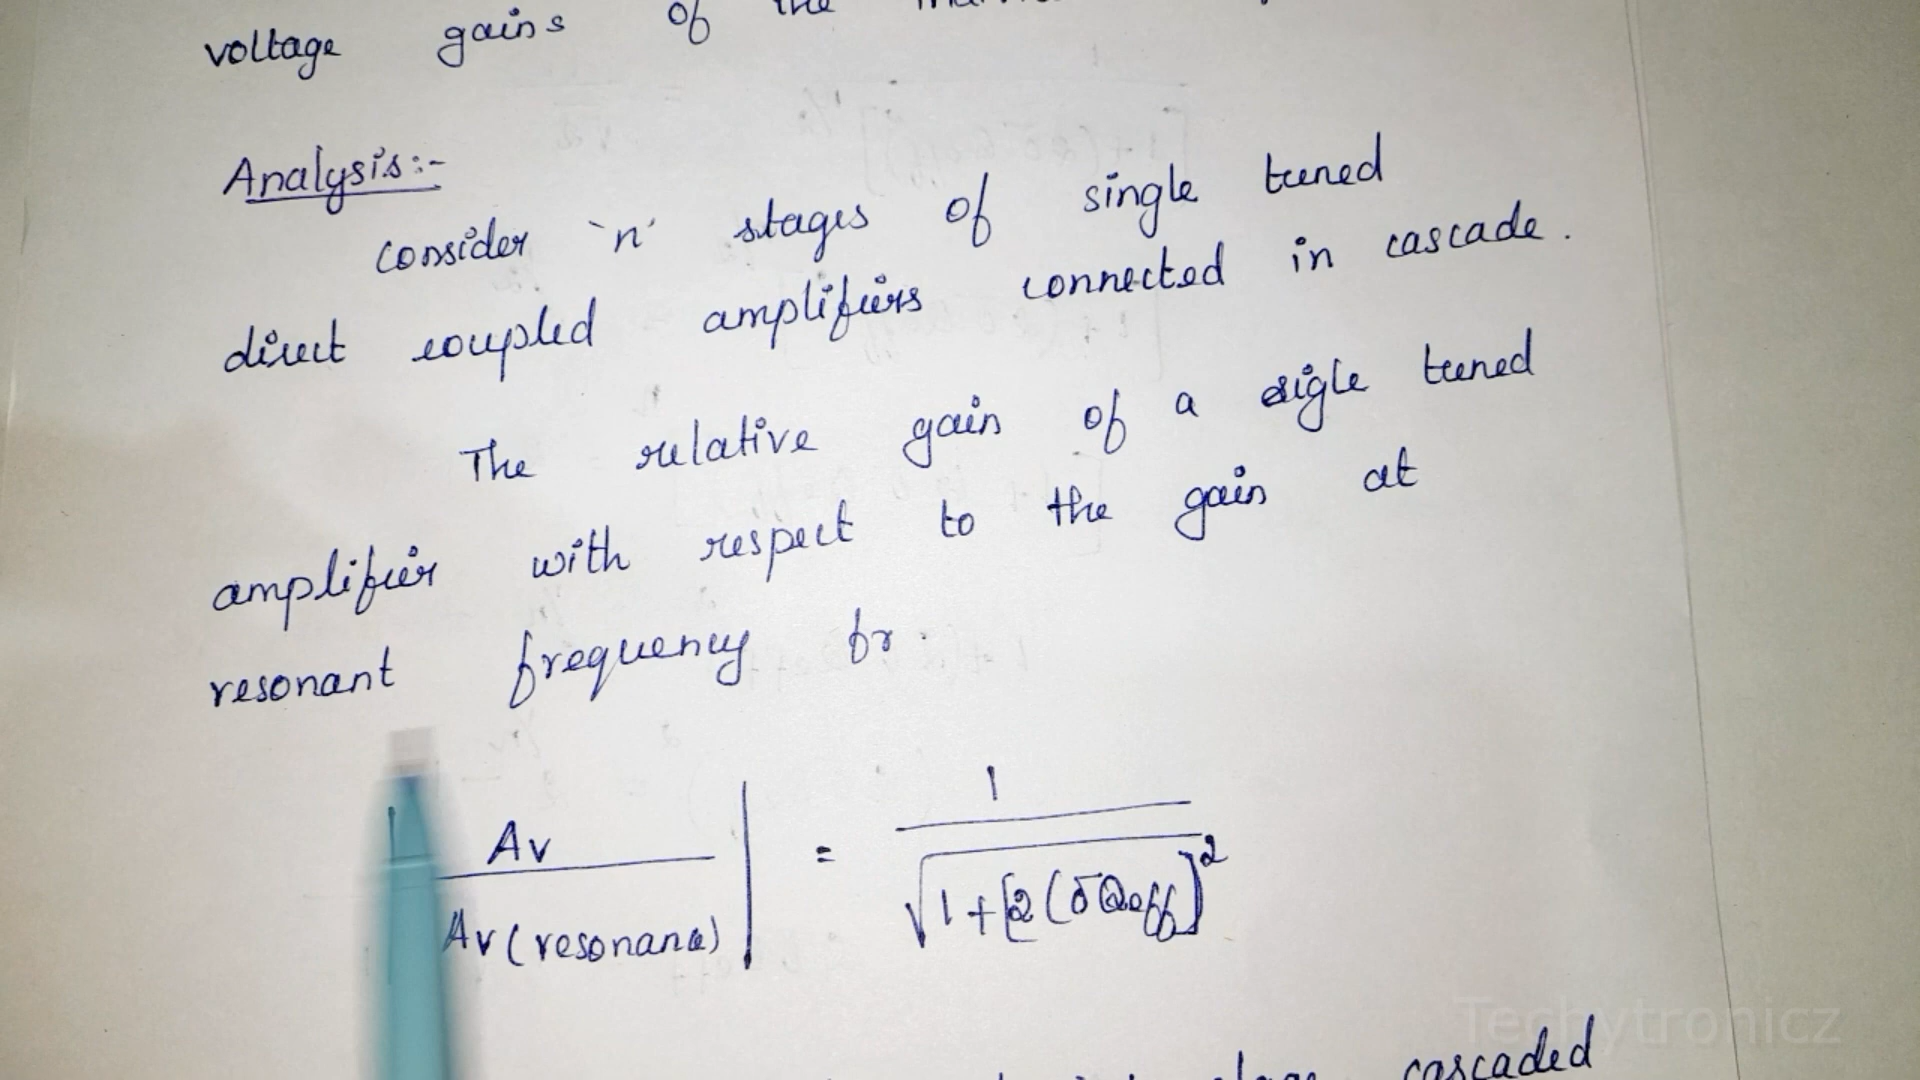 voltage gains of the
Analysis:-
Consider `n' stages of single tuned
direct coupled amplifiers connected in cascade.
The relative gain of a sigle tuned
amplifier with respect to the gain at
resonant frequency fr.
| Av / Av (resonance) | = 1 / √1+[2(δQeff]²
stage cascaded
Techytronicz